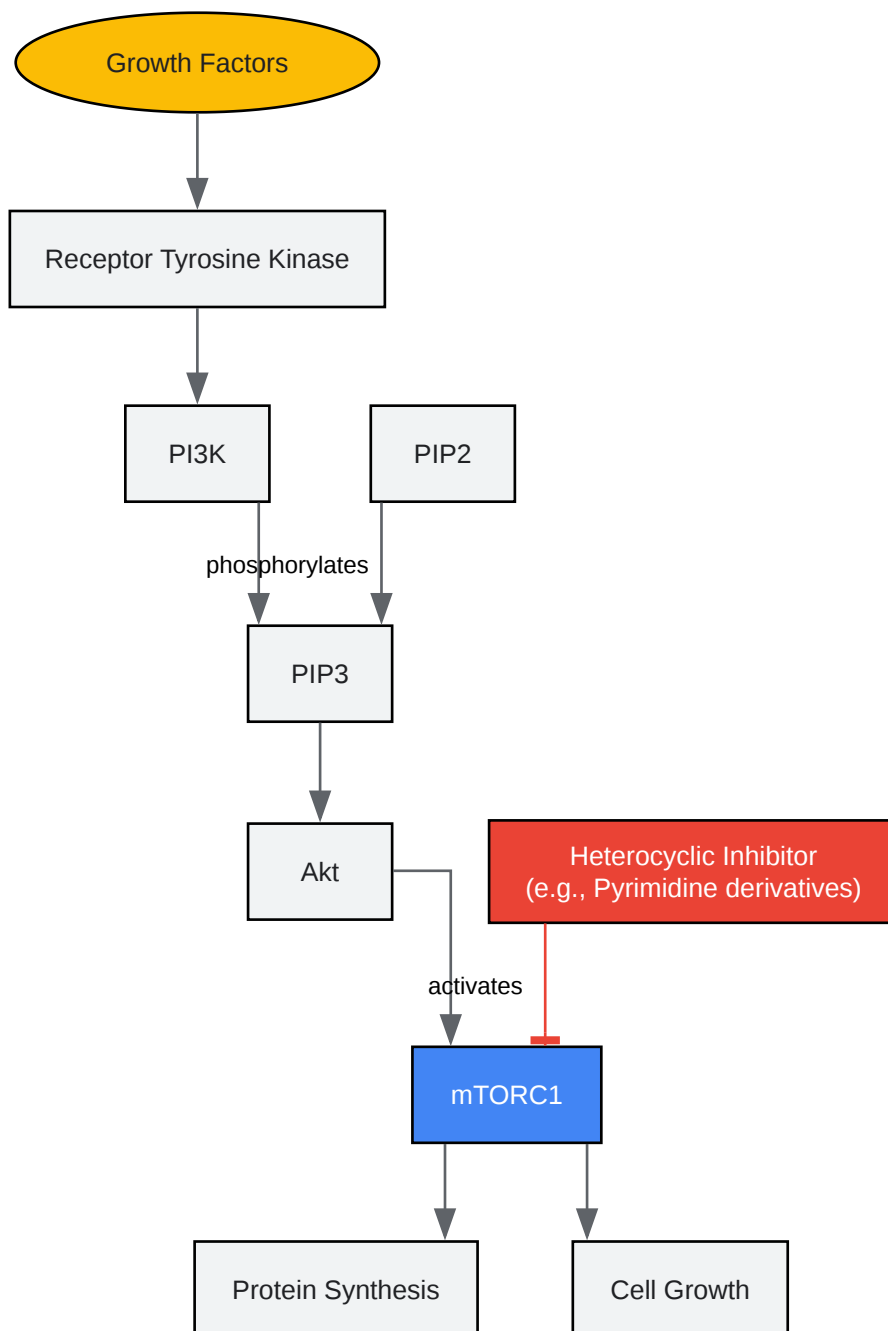 Growth Factors
Receptor Tyrosine Kinase
PI3K
PIP2
phosphorylates
PIP3
Akt
Heterocyclic Inhibitor
(e.g., Pyrimidine derivatives)
activates
mTORC1
Protein Synthesis
Cell Growth